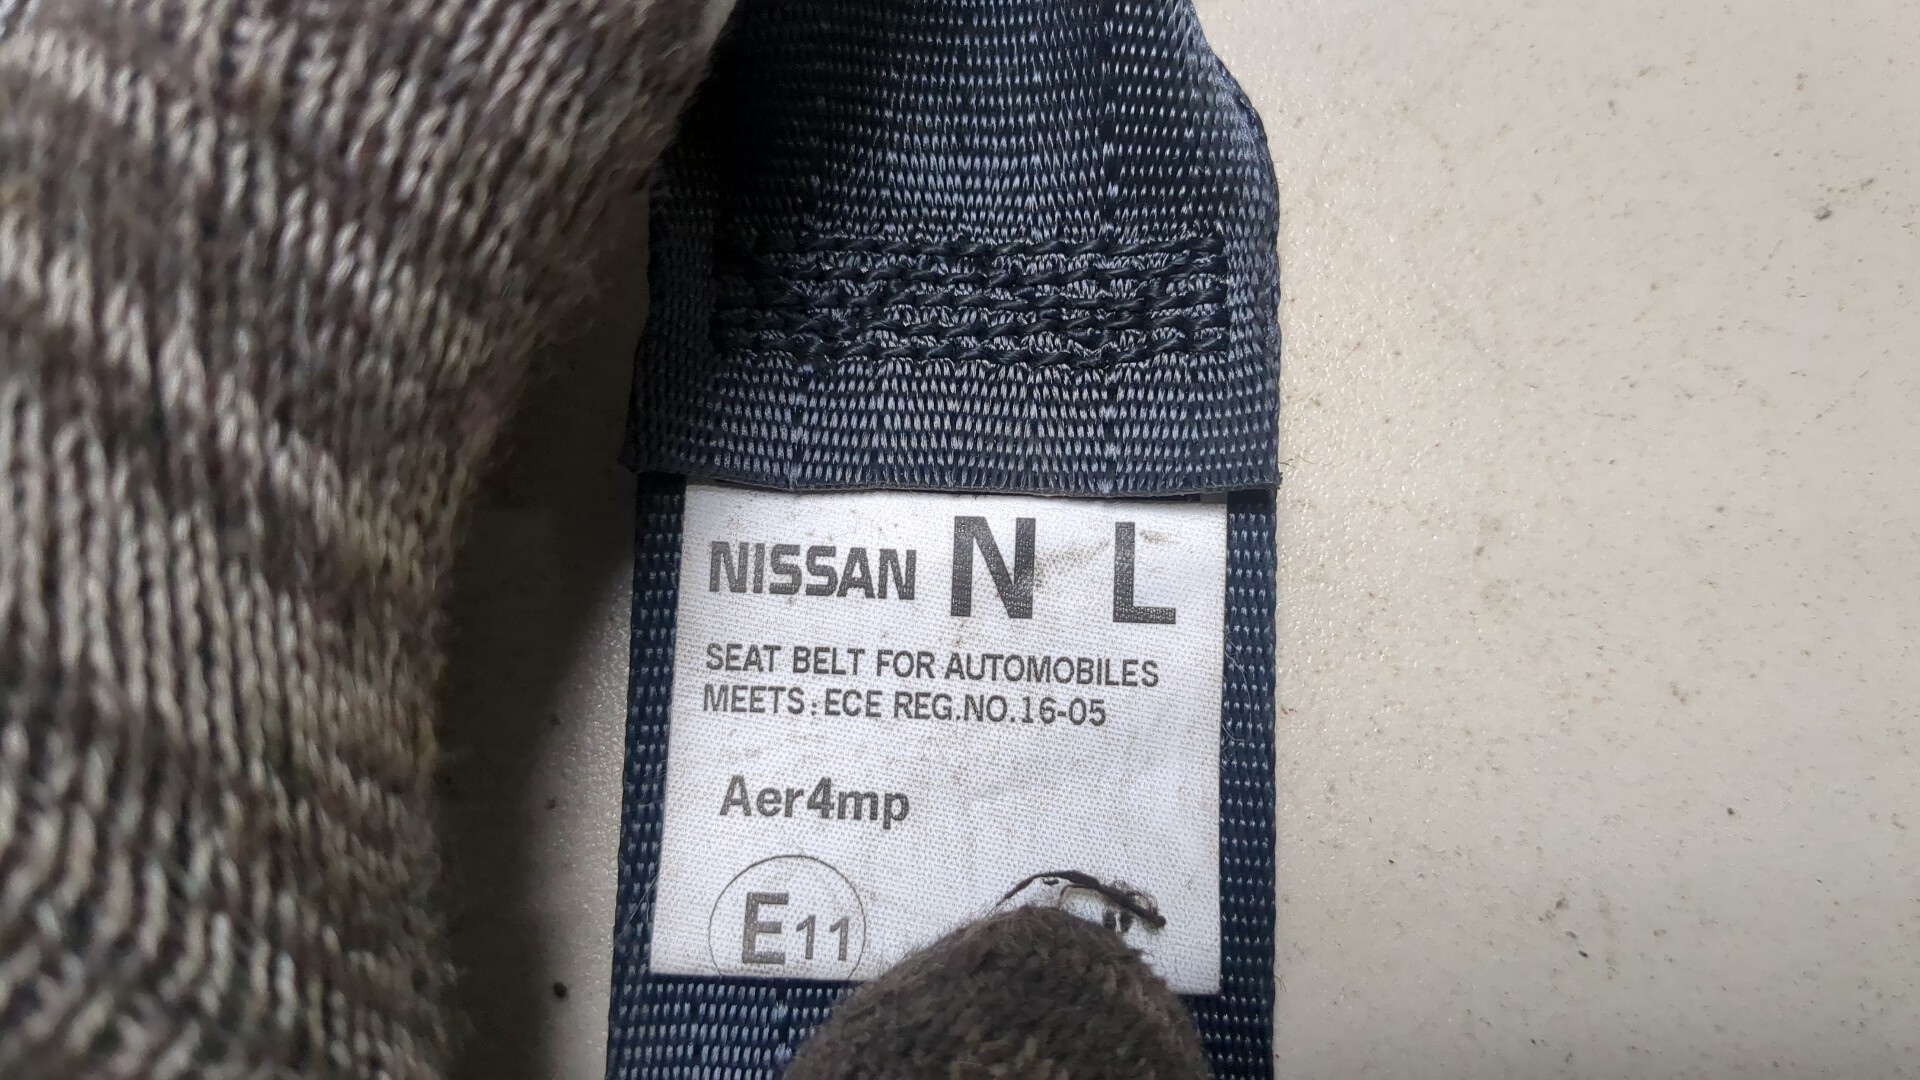 NISSAN N L
SEAT BELT FOR AUTOMOBILES
MEETS:ECE REG.NO.16-05
Aer4mp
E11